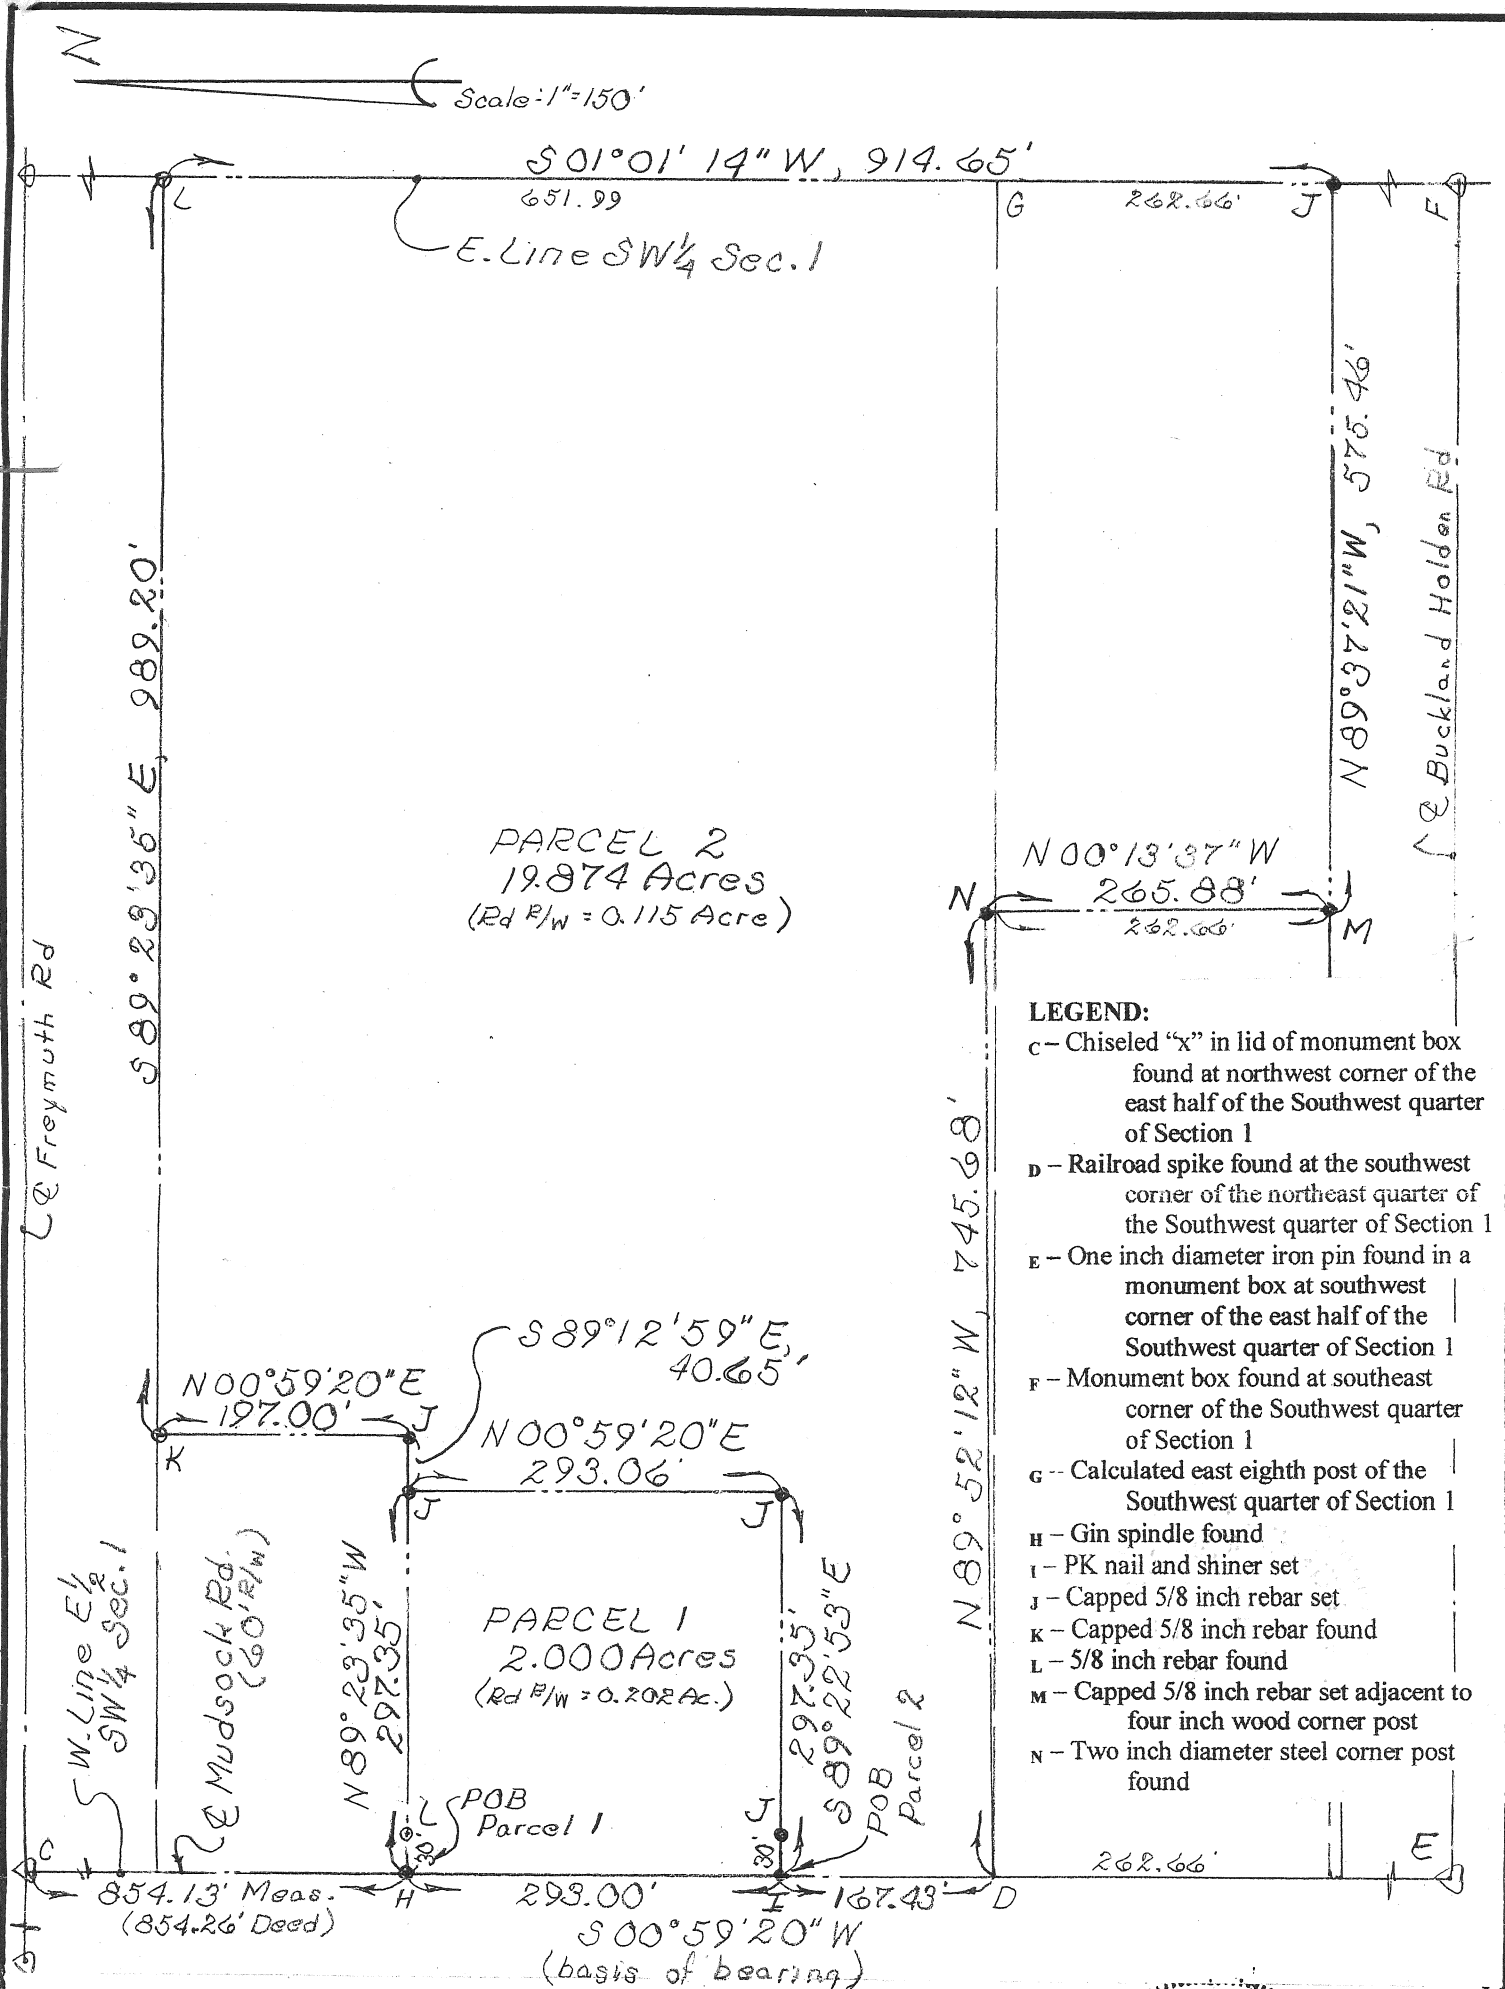 N
Scale: 1"=150'
S 01°01' 14" W, 914.65'
651.99
262.66'
L
G
J
F
E. Line SW ¼ Sec. 1
S 89° 23' 35" E, 989.20'
N 89° 37' 21" W, 575.46'
℄ Buckland Holden Rd
PARCEL 2
19.874 Acres
(Rd R/W = 0.115 Acre)
N 00° 13' 37" W
265.88'
262.66'
N
M
℄ Freymuth Rd
N 89° 52' 12" W, 745.68'
LEGEND:
C – Chiseled “x” in lid of monument box
found at northwest corner of the
east half of the Southwest quarter
of Section 1
D – Railroad spike found at the southwest
corner of the northeast quarter of
the Southwest quarter of Section 1
E – One inch diameter iron pin found in a
monument box at southwest
corner of the east half of the
Southwest quarter of Section 1
F – Monument box found at southeast
corner of the Southwest quarter
of Section 1
G -- Calculated east eighth post of the
Southwest quarter of Section 1
H – Gin spindle found
I – PK nail and shiner set
J – Capped 5/8 inch rebar set
K – Capped 5/8 inch rebar found
L – 5/8 inch rebar found
M – Capped 5/8 inch rebar set adjacent to
four inch wood corner post
N – Two inch diameter steel corner post
found
S 89° 12' 59" E,
40.65'
N 00° 59' 20" E
197.00'
J
K
N 00° 59' 20" E
293.06'
J
J
W. Line E ½
SW ¼ Sec. 1
℄ Mudsock Rd.
(60' R/W)
N 89° 23' 35" W
297.35'
PARCEL 1
2.000 Acres
(Rd R/W = 0.202 Ac.)
297.35'
S 89° 22' 53" E
POB
Parcel 2
L
POB
Parcel 1
30'
J
30'
C
E
262.66'
854.13' Meas.
(854.26' Deed)
H
293.00'
I
167.43'
D
S 00° 59' 20" W
(basis of bearing)